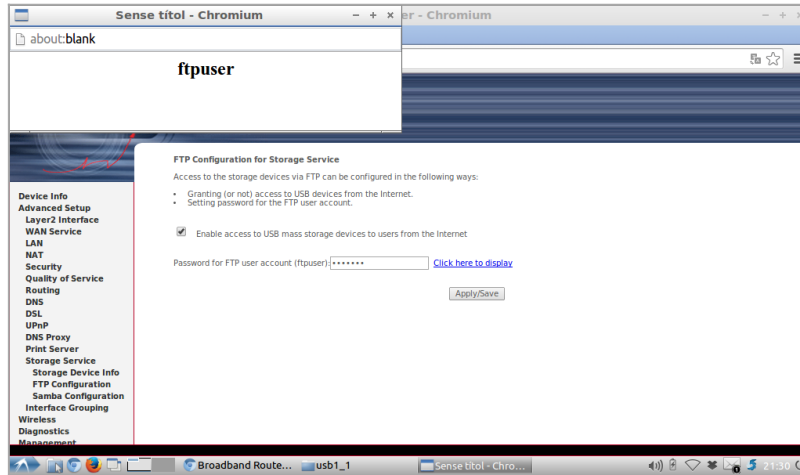 Sense títol - Chromium
er - Chromium
about:blank
ftpuser
FTP Configuration for Storage Service
Access to the storage devices via FTP can be configured in the following ways:
• Granting (or not) access to USB devices from the Internet.
• Setting password for the FTP user account.
Enable access to USB mass storage devices to users from the Internet
Password for FTP user account (ftpuser): ••••••• Click here to display
Apply/Save
Device Info
Advanced Setup
Layer2 Interface
WAN Service
LAN
NAT
Security
Quality of Service
Routing
DNS
DSL
UPnP
DNS Proxy
Print Server
Storage Service
Storage Device Info
FTP Configuration
Samba Configuration
Interface Grouping
Wireless
Diagnostics
Management
Broadband Route... usb1_1 Sense títol - Chro... 21:30